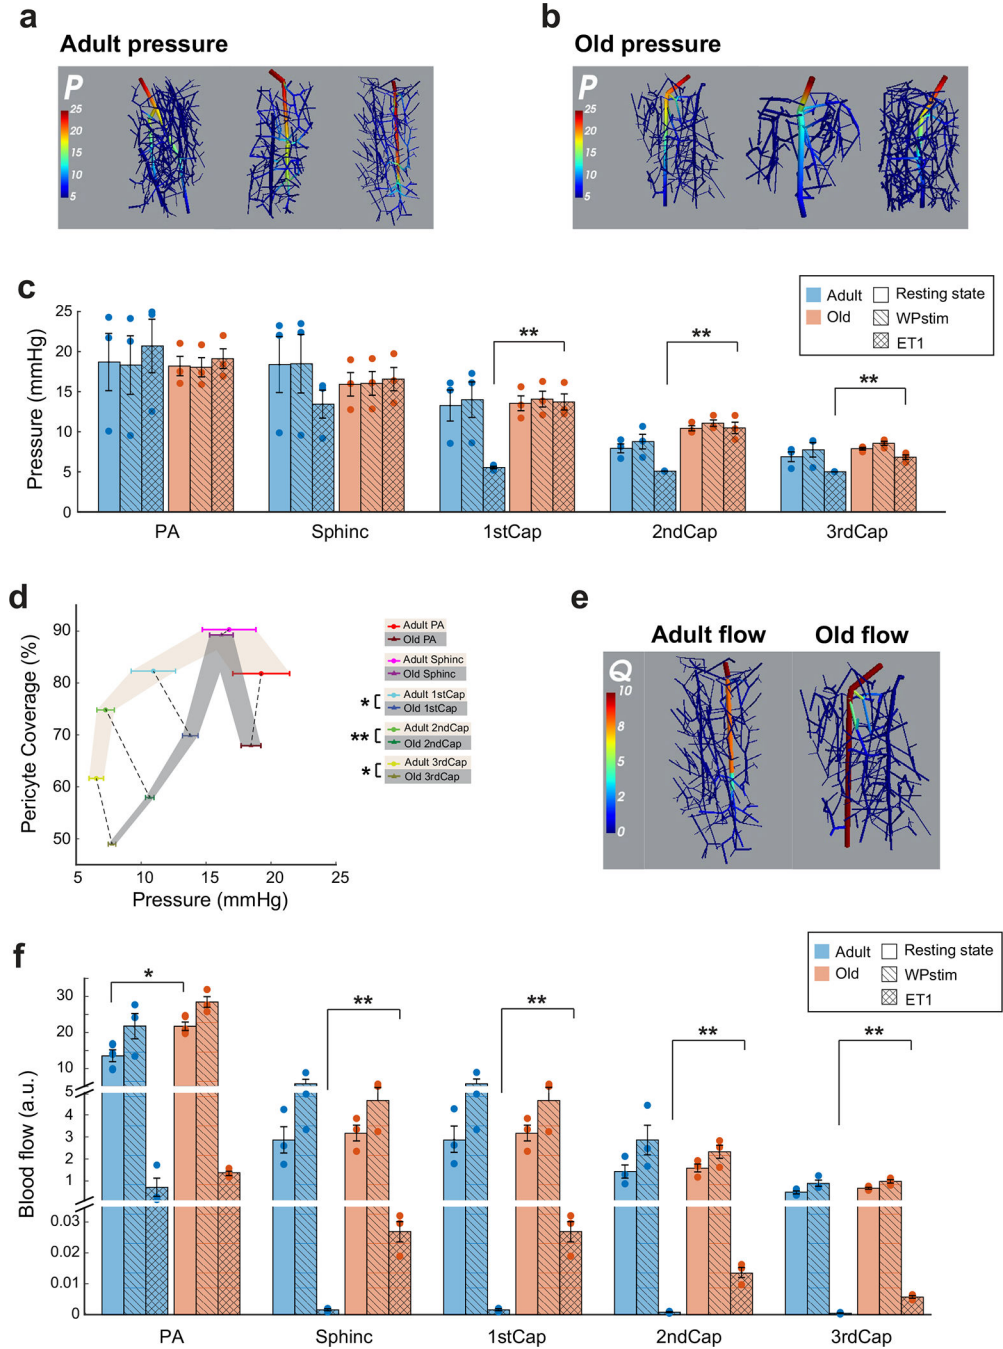 a
Adult pressure
P
25
20
15
10
5
b
Old pressure
P
25
20
15
10
5
c
Pressure (mmHg)
25
20
15
10
5
0
**
**
**
PA
Sphinc
1stCap
2ndCap
3rdCap
Adult
Old
Resting state
WPstim
ET1
d
Pericyte Coverage (%)
90
80
70
60
50
5
10
15
20
25
Pressure (mmHg)
Adult PA
Old PA
Adult Sphinc
Old Sphinc
* Adult 1stCap
Old 1stCap
** Adult 2ndCap
Old 2ndCap
* Adult 3rdCap
Old 3rdCap
e
Adult flow
Old flow
Q
10
8
5
2
0
f
Adult
Old
Resting state
WPstim
ET1
Blood flow (a.u.)
30
20
10
5
4
3
2
1
0.03
0.02
0.01
0
*
**
**
**
**
PA
Sphinc
1stCap
2ndCap
3rdCap